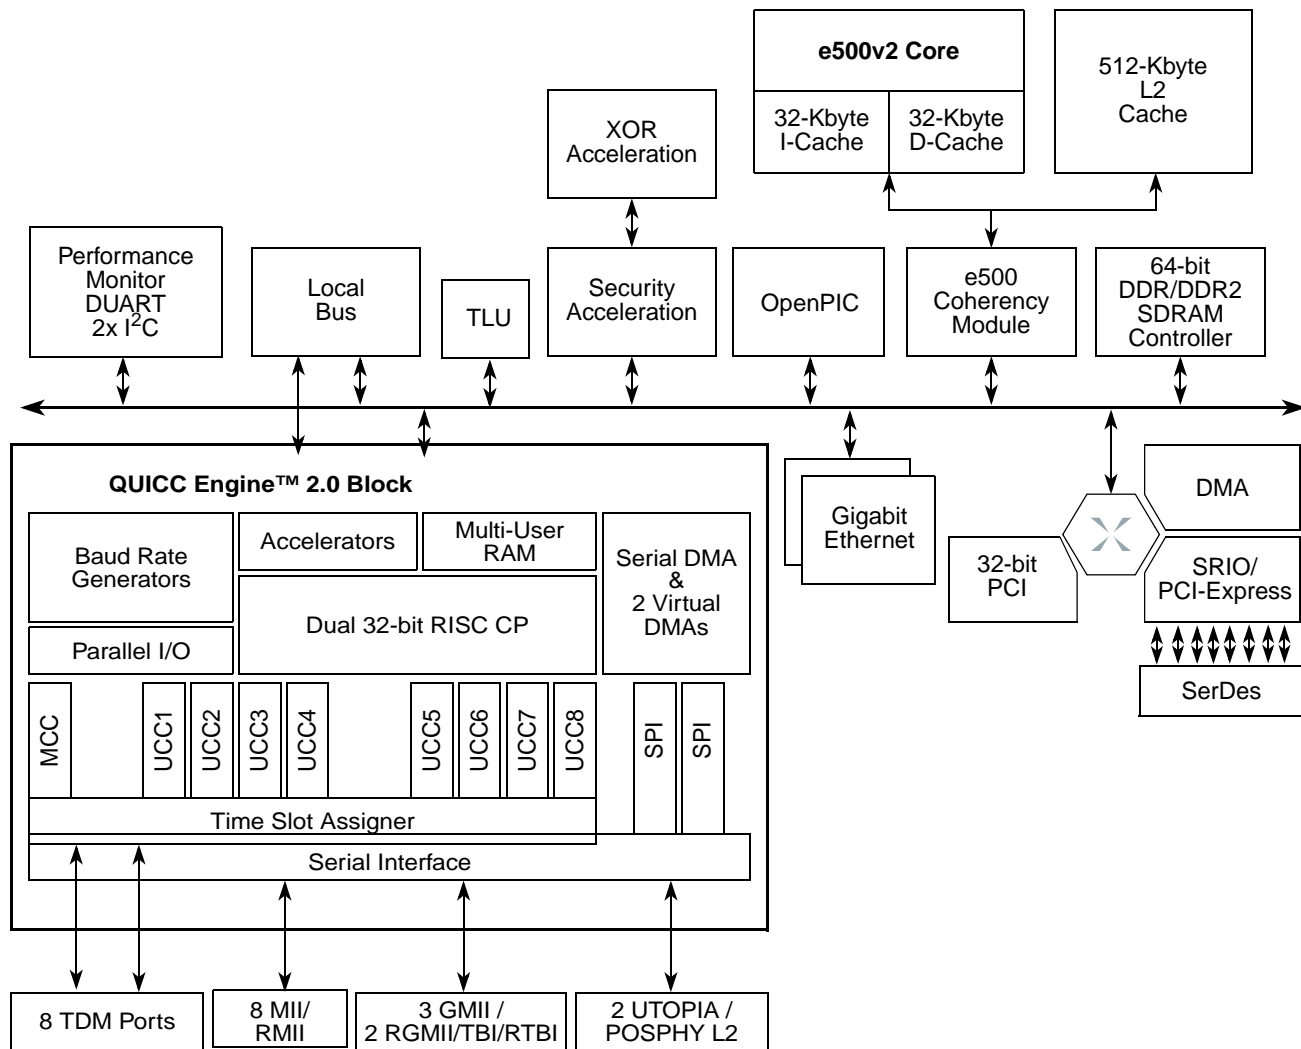 e500v2 Core
32-Kbyte
I-Cache
32-Kbyte
D-Cache
512-Kbyte
L2
Cache
XOR
Acceleration
Performance
Monitor
DUART
2x I²C
Local
Bus
TLU
Security
Acceleration
OpenPIC
e500
Coherency
Module
64-bit
DDR/DDR2
SDRAM
Controller
QUICC Engine™ 2.0 Block
Baud Rate
Generators
Accelerators
Multi-User
RAM
Serial DMA
&
2 Virtual
DMAs
Parallel I/O
Dual 32-bit RISC CP
MCC
UCC1
UCC2
UCC3
UCC4
UCC5
UCC6
UCC7
UCC8
SPI
SPI
Time Slot Assigner
Serial Interface
Gigabit
Ethernet
32-bit
PCI
DMA
SRIO/
PCI-Express
SerDes
8 TDM Ports
8 MII/
RMII
3 GMII /
2 RGMII/TBI/RTBI
2 UTOPIA /
POSPHY L2